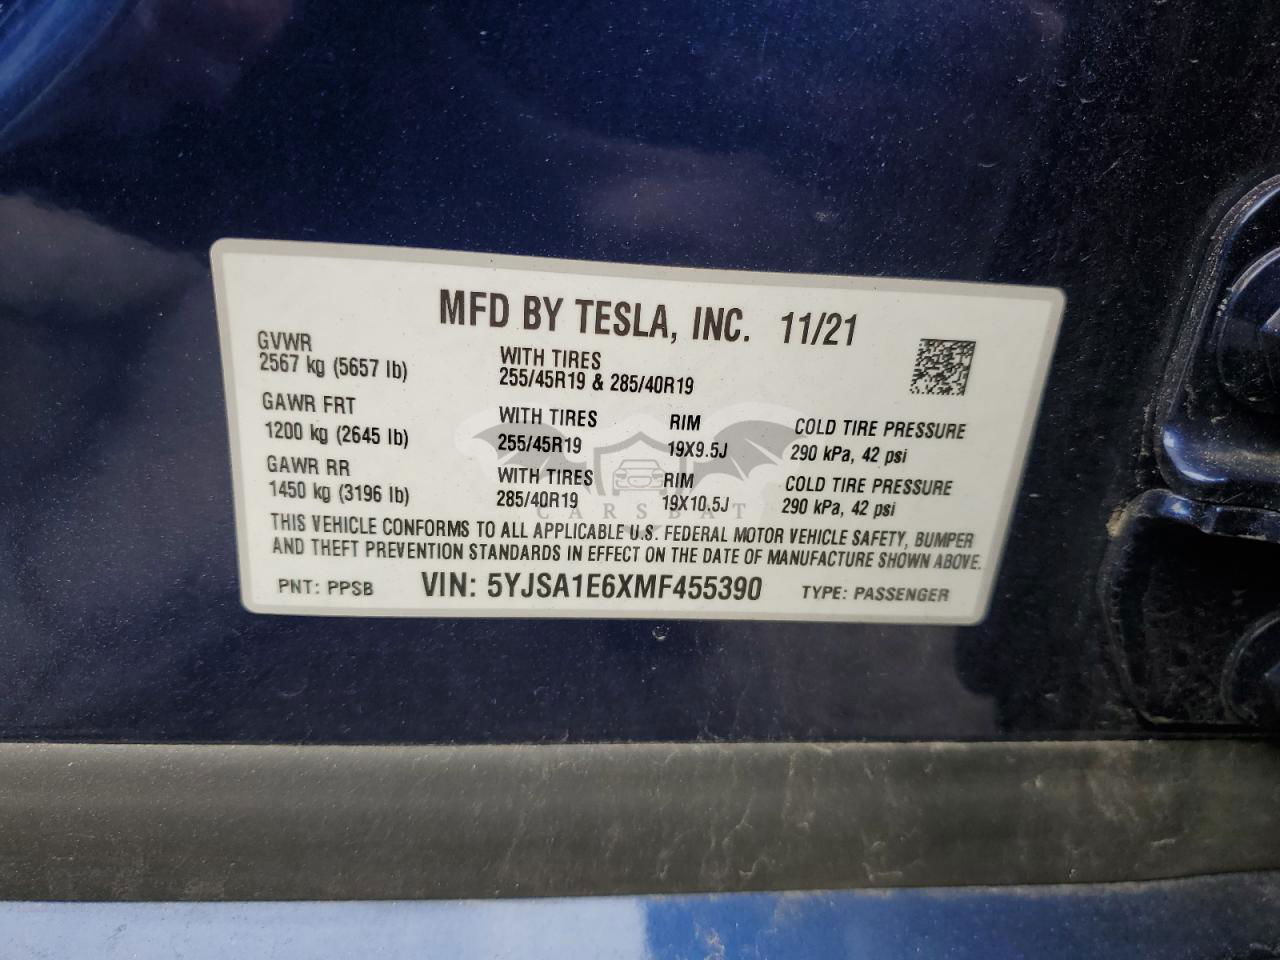 MFD BY TESLA, INC. 11/21
GVWR
2567 kg (5657 lb)
WITH TIRES
255/45R19 & 285/40R19
GAWR FRT
1200 kg (2645 lb)
WITH TIRES
255/45R19
RIM
19X9.5J
COLD TIRE PRESSURE
290 kPa, 42 psi
GAWR RR
1450 kg (3196 lb)
WITH TIRES
285/40R19
RIM
19X10.5J
COLD TIRE PRESSURE
290 kPa, 42 psi
CARSBAT
THIS VEHICLE CONFORMS TO ALL APPLICABLE U.S. FEDERAL MOTOR VEHICLE SAFETY, BUMPER
AND THEFT PREVENTION STANDARDS IN EFFECT ON THE DATE OF MANUFACTURE SHOWN ABOVE.
PNT: PPSB VIN: 5YJSA1E6XMF455390 TYPE: PASSENGER